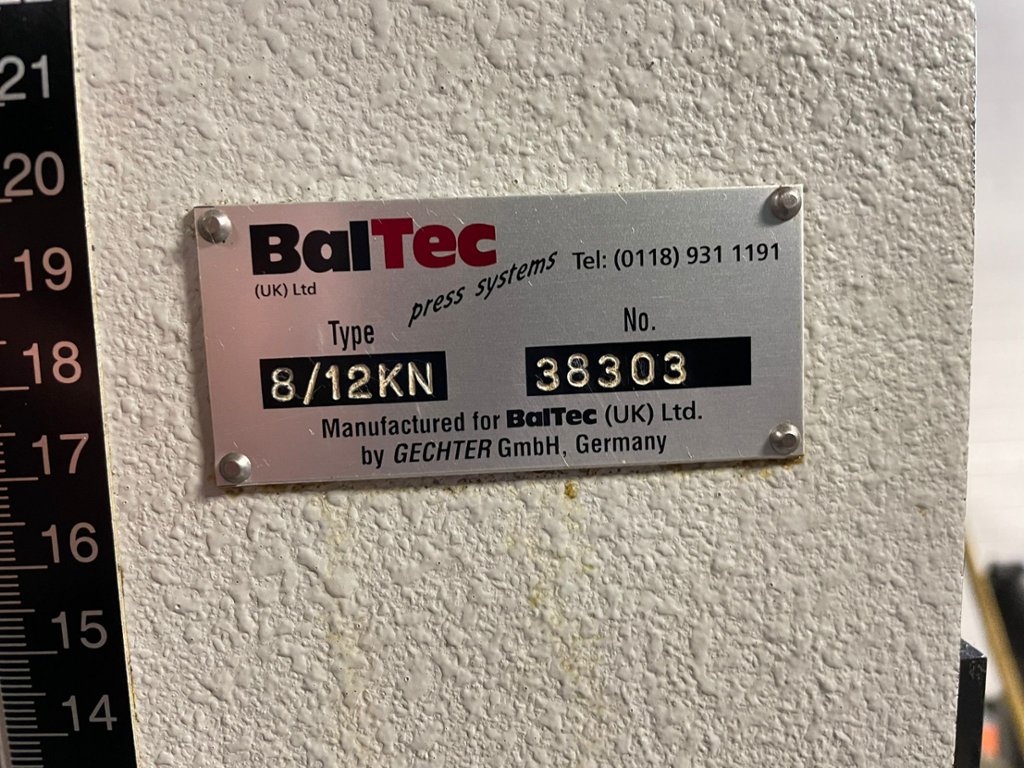 21
20
19
18
17
16
15
14
BalTec
(UK) Ltd
press systems
Tel: (0118) 931 1191
Type
No.
8/12KN
38303
Manufactured for BalTec (UK) Ltd.
by GECHTER GmbH, Germany